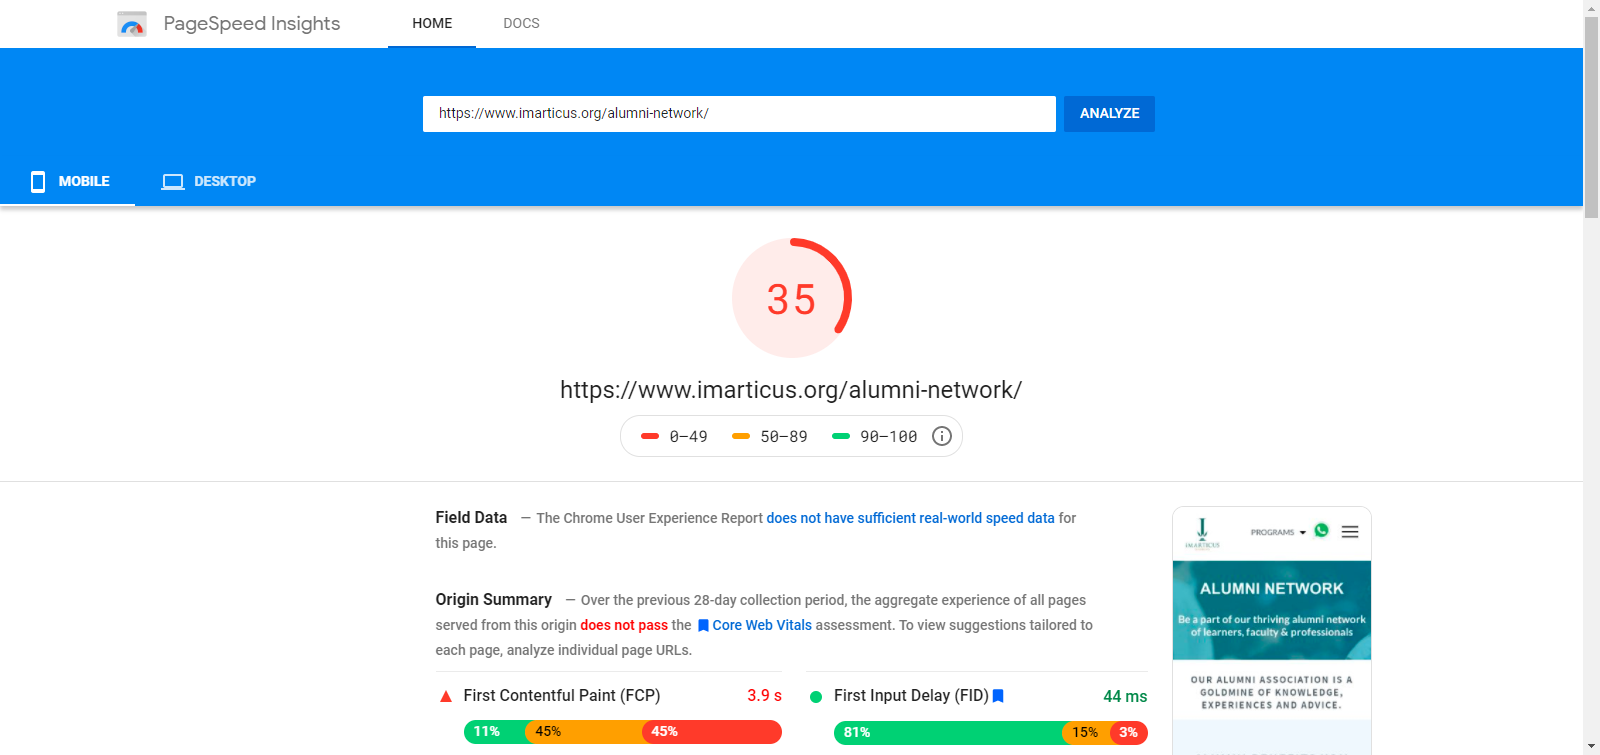 PageSpeed Insights
HOME
DOCS
https://www.imarticus.org/alumni-network/
ANALYZE
MOBILE
DESKTOP
35
https://www.imarticus.org/alumni-network/
0–49
50–89
90–100
Field Data — The Chrome User Experience Report does not have sufficient real-world speed data for
this page.
Origin Summary — Over the previous 28-day collection period, the aggregate experience of all pages
served from this origin does not pass the Core Web Vitals assessment. To view suggestions tailored to
each page, analyze individual page URLs.
First Contentful Paint (FCP) 3.9 s
11% 45% 45%
First Input Delay (FID) 44 ms
81% 15% 3%
IMARTICUS
PROGRAMS
ALUMNI NETWORK
Be a part of our thriving alumni network
of learners, faculty & professionals
OUR ALUMNI ASSOCIATION IS A
GOLDMINE OF KNOWLEDGE,
EXPERIENCES AND ADVICE.